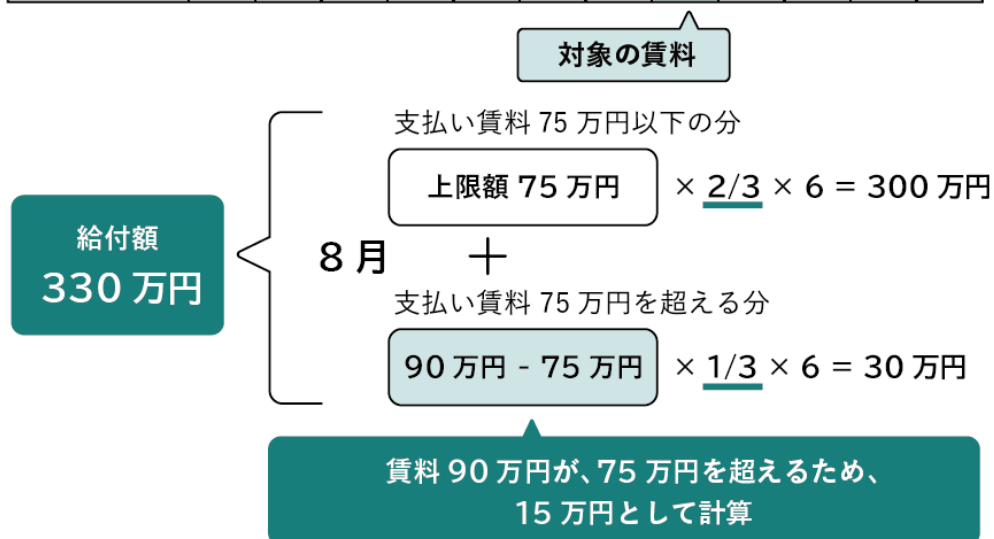 対象の賃料
支払い賃料 75 万円以下の分
上限額 75 万円 × 2/3 × 6 = 300 万円
給付額
330 万円
8 月
+
支払い賃料 75 万円を超える分
90 万円 - 75 万円 × 1/3 × 6 = 30 万円
賃料 90 万円が、75 万円を超えるため、
15 万円として計算